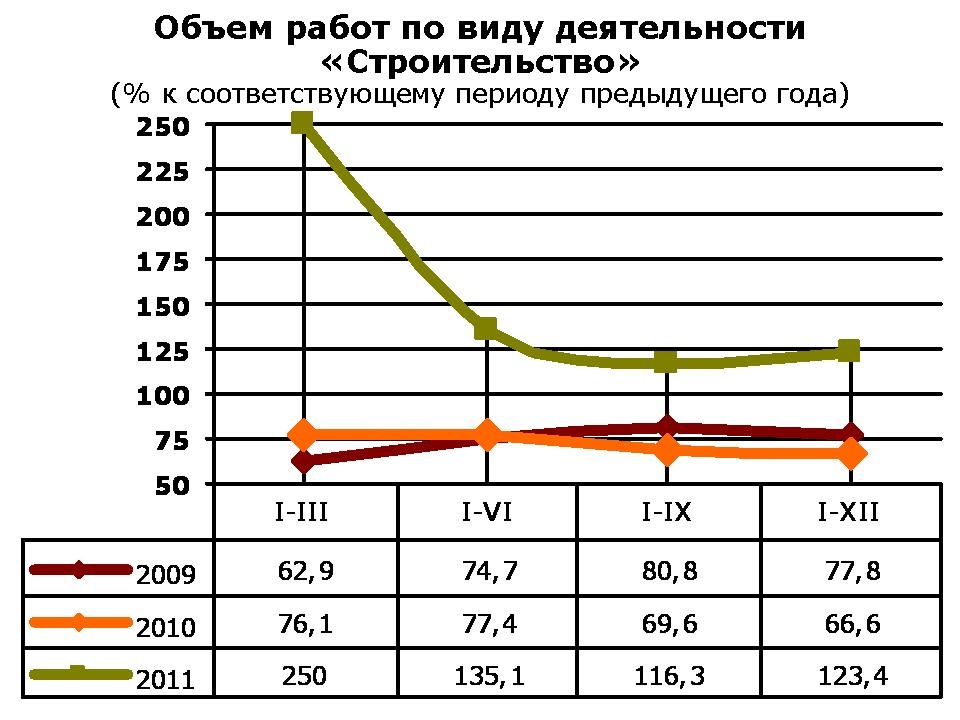 Объем работ по виду деятельности
«Строительство»
(% к соответствующему периоду предыдущего года)
250
225
200
175
150
125
100
75
50
I-III I-VI I-IX I-XII
2009 62,9 74,7 80,8 77,8
2010 76,1 77,4 69,6 66,6
2011 250 135,1 116,3 123,4